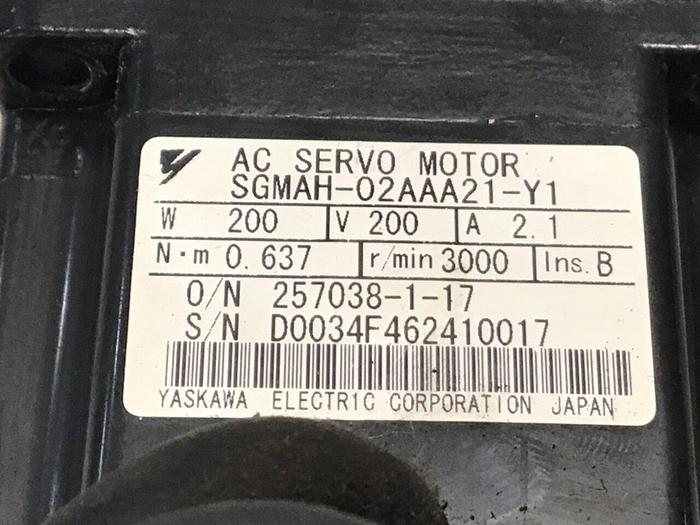 AC SERVO MOTOR
SGMAH-02AAA21-Y1
W 200 V 200 A 2.1
N·m 0.637 r/min 3000 Ins. B
O/N 257038-1-17
S/N D0034F462410017
YASKAWA ELECTRIC CORPORATION JAPAN